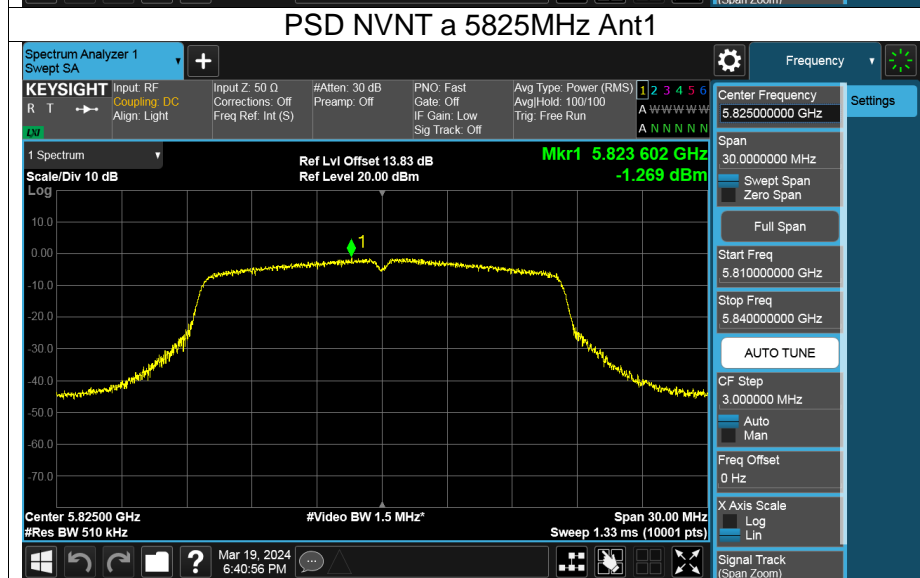 (Span Zoom)
PSD NVNT a 5825MHz Ant1
Spectrum Analyzer 1
Swept SA
+
Frequency
KEYSIGHT
R T
LXI
Input: RF
Coupling: DC
Align: Light
Input Z: 50 Ω
Corrections: Off
Freq Ref: Int (S)
#Atten: 30 dB
Preamp: Off
PNO: Fast
Gate: Off
IF Gain: Low
Sig Track: Off
Avg Type: Power (RMS)
Avg|Hold: 100/100
Trig: Free Run
1 2 3 4 5 6
A W W W W W
A N N N N N
1 Spectrum
Scale/Div 10 dB
Log
Ref Lvl Offset 13.83 dB
Ref Level 20.00 dBm
Mkr1 5.823 602 GHz
-1.269 dBm
1
10.0
0.00
-10.0
-20.0
-30.0
-40.0
-50.0
-60.0
-70.0
Center 5.82500 GHz
#Res BW 510 kHz
#Video BW 1.5 MHz*
Span 30.00 MHz
Sweep 1.33 ms (10001 pts)
Center Frequency
5.825000000 GHz
Settings
Span
30.0000000 MHz
Swept Span
Zero Span
Full Span
Start Freq
5.810000000 GHz
Stop Freq
5.840000000 GHz
AUTO TUNE
CF Step
3.000000 MHz
Auto
Man
Freq Offset
0 Hz
X Axis Scale
Log
Lin
Signal Track
(Span Zoom)
?
Mar 19, 2024
6:40:56 PM